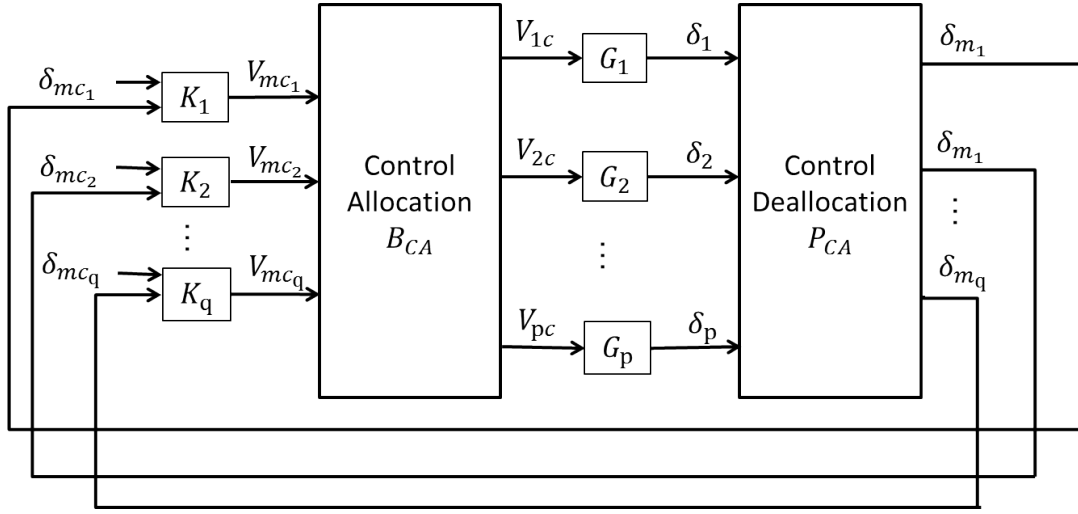 δ_{mc_1}
K_1
V_{mc_1}
δ_{mc_2}
K_2
V_{mc_2}
⋮
δ_{mc_q}
K_q
V_{mc_q}
Control
Allocation
B_{CA}
V_{1c}
G_1
δ_1
V_{2c}
G_2
δ_2
⋮
V_{pc}
G_p
δ_p
Control
Deallocation
P_{CA}
δ_{m_1}
δ_{m_1}
⋮
δ_{m_q}